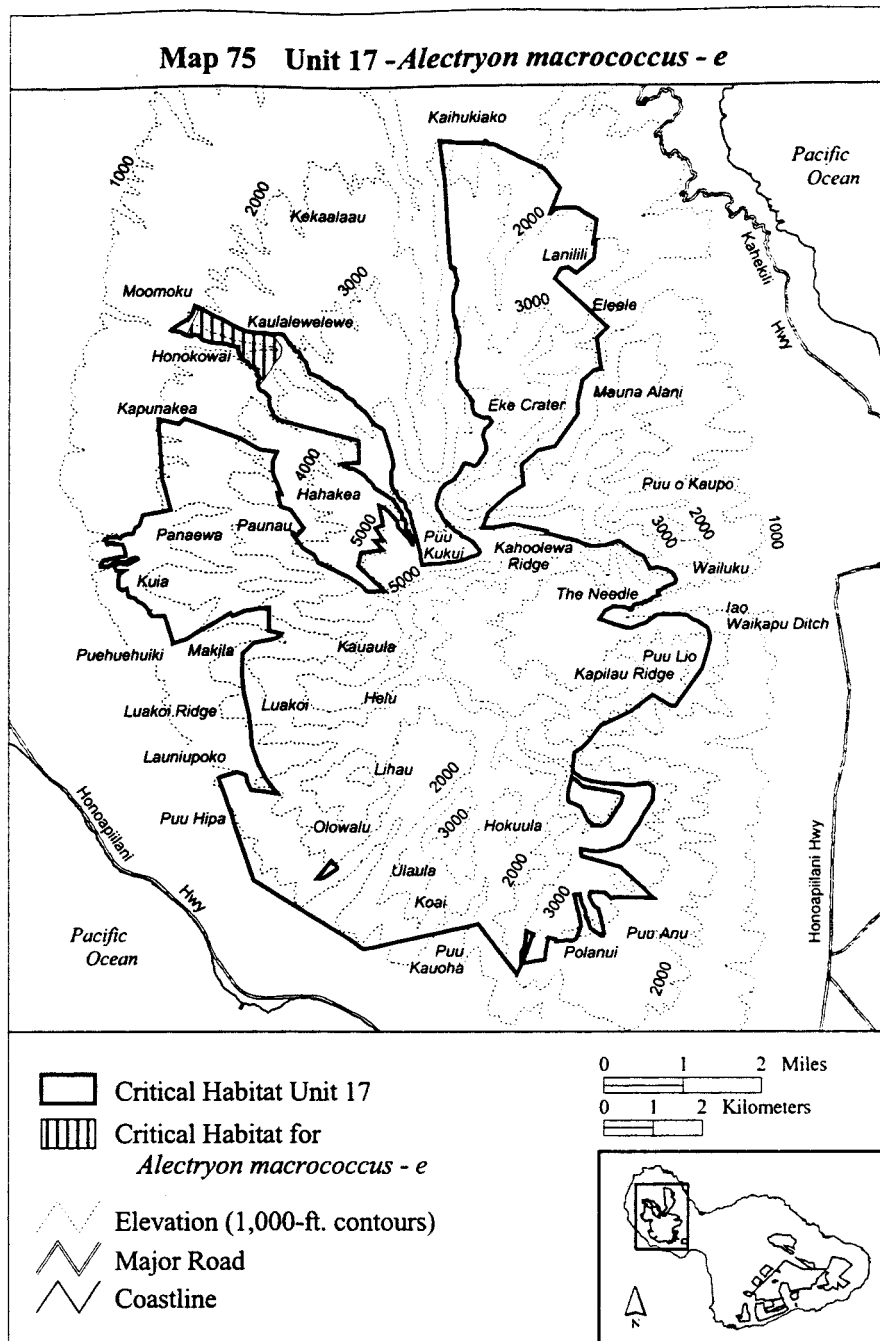 Map 75 Unit 17 - Alectryon macrococcus - e
Kaihukiako
Pacific
Ocean
1000
2000
Kekaalaau
2000
Lanilili
Kahekili
Hwy
3000
3000
Eleele
Moomoku
Kaulalewelewe
Honokowai
Kapunakea
Eke Crater
Mauna Alani
4000
Hahakea
Puu o Kaupo
Panaewa
Paunau
5000
Puu
Kukui
Kahoolewa
Ridge
3000
2000
1000
Wailuku
Kuia
5000
The Needle
Iao
Waikapu Ditch
Puehuehuiki
Makila
Kauaula
Puu Lio
Kapilau Ridge
Luakoi Ridge
Luakoi
Helu
Launiupoko
Lihau
2000
Honoapiilani
Hwy
Puu Hipa
Olowalu
3000
Hokuula
Ulaula
2000
Koai
3000
Honoapiilani Hwy
Pacific
Ocean
Puu
Kauoha
Polanui
Puu Anu
2000
Critical Habitat Unit 17
Critical Habitat for
Alectryon macrococcus - e
Elevation (1,000-ft. contours)
Major Road
Coastline
0 1 2 Miles
0 1 2 Kilometers
N